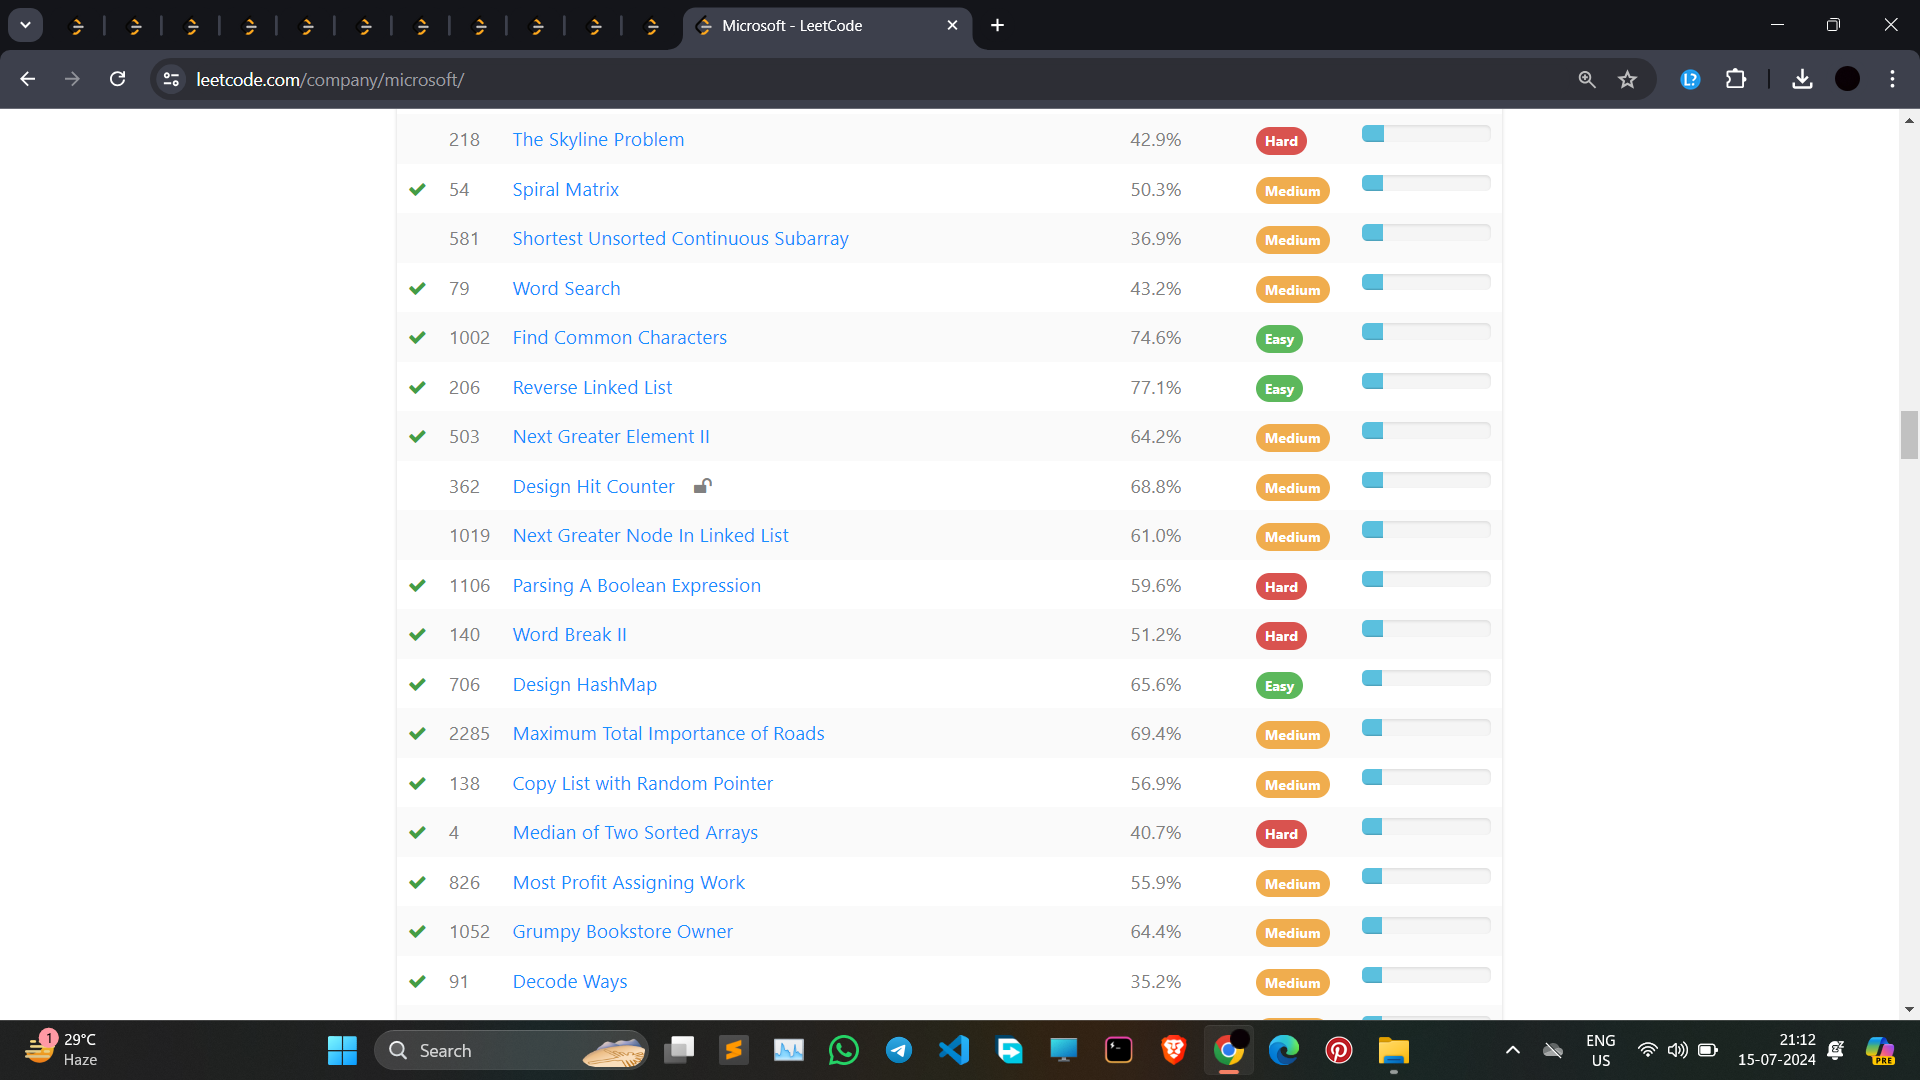 Microsoft - LeetCode
leetcode.com/company/microsoft/
218 The Skyline Problem 42.9% Hard
54 Spiral Matrix 50.3% Medium
581 Shortest Unsorted Continuous Subarray 36.9% Medium
79 Word Search 43.2% Medium
1002 Find Common Characters 74.6% Easy
206 Reverse Linked List 77.1% Easy
503 Next Greater Element II 64.2% Medium
362 Design Hit Counter 68.8% Medium
1019 Next Greater Node In Linked List 61.0% Medium
1106 Parsing A Boolean Expression 59.6% Hard
140 Word Break II 51.2% Hard
706 Design HashMap 65.6% Easy
2285 Maximum Total Importance of Roads 69.4% Medium
138 Copy List with Random Pointer 56.9% Medium
4 Median of Two Sorted Arrays 40.7% Hard
826 Most Profit Assigning Work 55.9% Medium
1052 Grumpy Bookstore Owner 64.4% Medium
91 Decode Ways 35.2% Medium
1 29°C
Haze
Search
ENG
US
21:12
15-07-2024
PRE